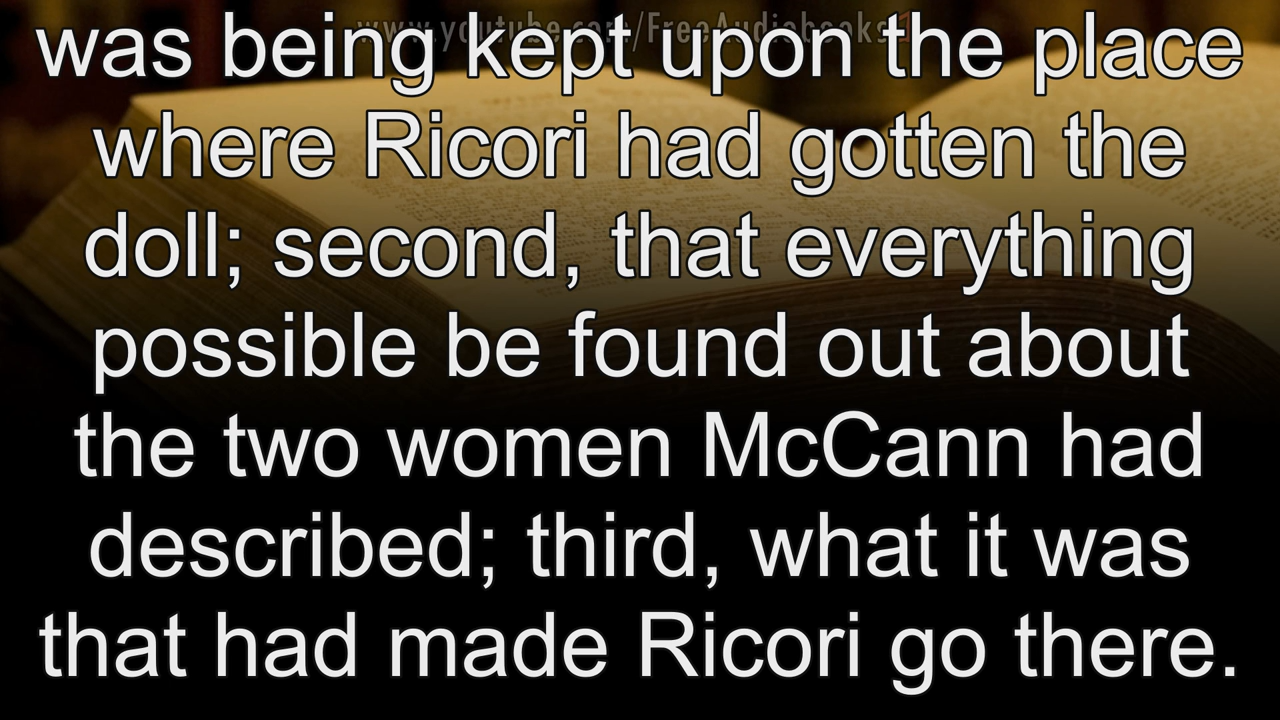 www.youtube.com/FreeAudiobooks
was being kept upon the place
where Ricori had gotten the
doll; second, that everything
possible be found out about
the two women McCann had
described; third, what it was
that had made Ricori go there.